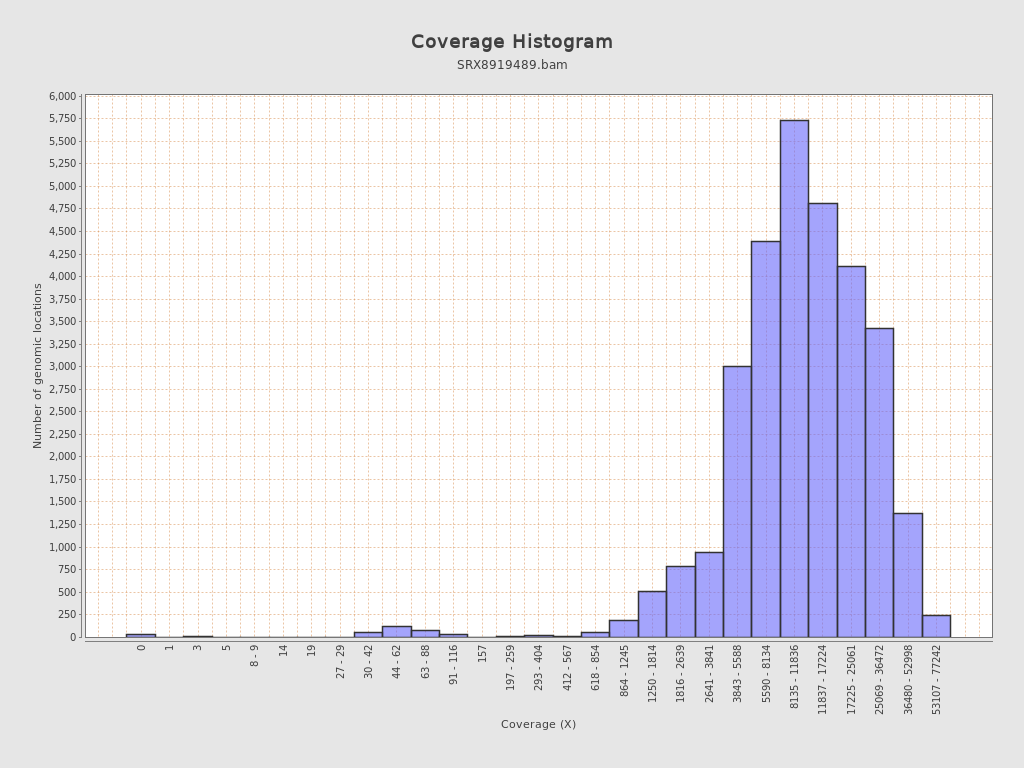 Coverage Histogram
SRX8919489.bam
6,000
5,750
5,500
5,250
5,000
4,750
4,500
4,250
4,000
3,750
3,500
3,250
3,000
2,750
2,500
2,250
2,000
1,750
1,500
1,250
1,000
750
500
250
0
Number of genomic locations
0
1
3
5
8 - 9
14
19
27 - 29
30 - 42
44 - 62
63 - 88
91 - 116
157
197 - 259
293 - 404
412 - 567
618 - 854
864 - 1245
1250 - 1814
1816 - 2639
2641 - 3841
3843 - 5588
5590 - 8134
8135 - 11836
11837 - 17224
17225 - 25061
25069 - 36472
36480 - 52998
53107 - 77242
Coverage (X)